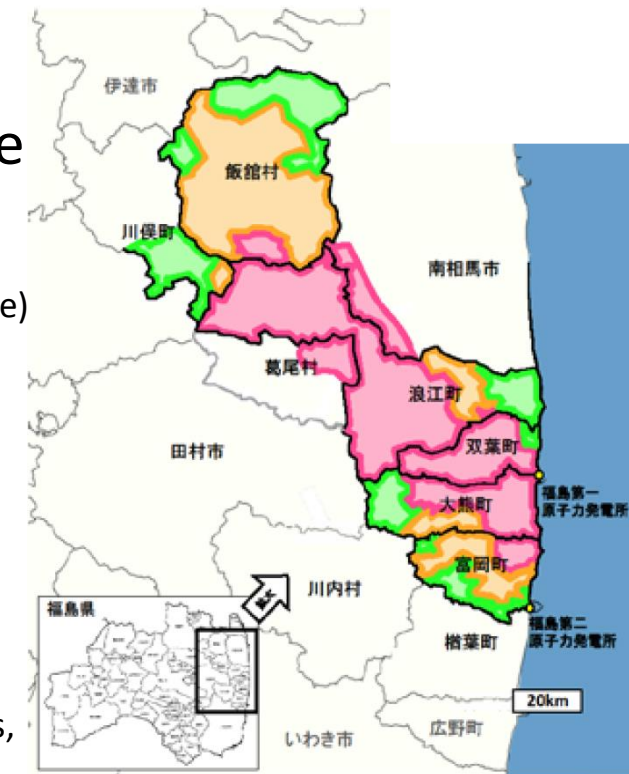 伊達市
e
飯舘村
川俣町
南相馬市
e)
葛尾村
浪江町
双葉町
田村市
福島第一
原子力発電所
大熊町
富岡町
川内村
拡大
福島県
福島第二
原子力発電所
楢葉町
20km
s,
いわき市
広野町